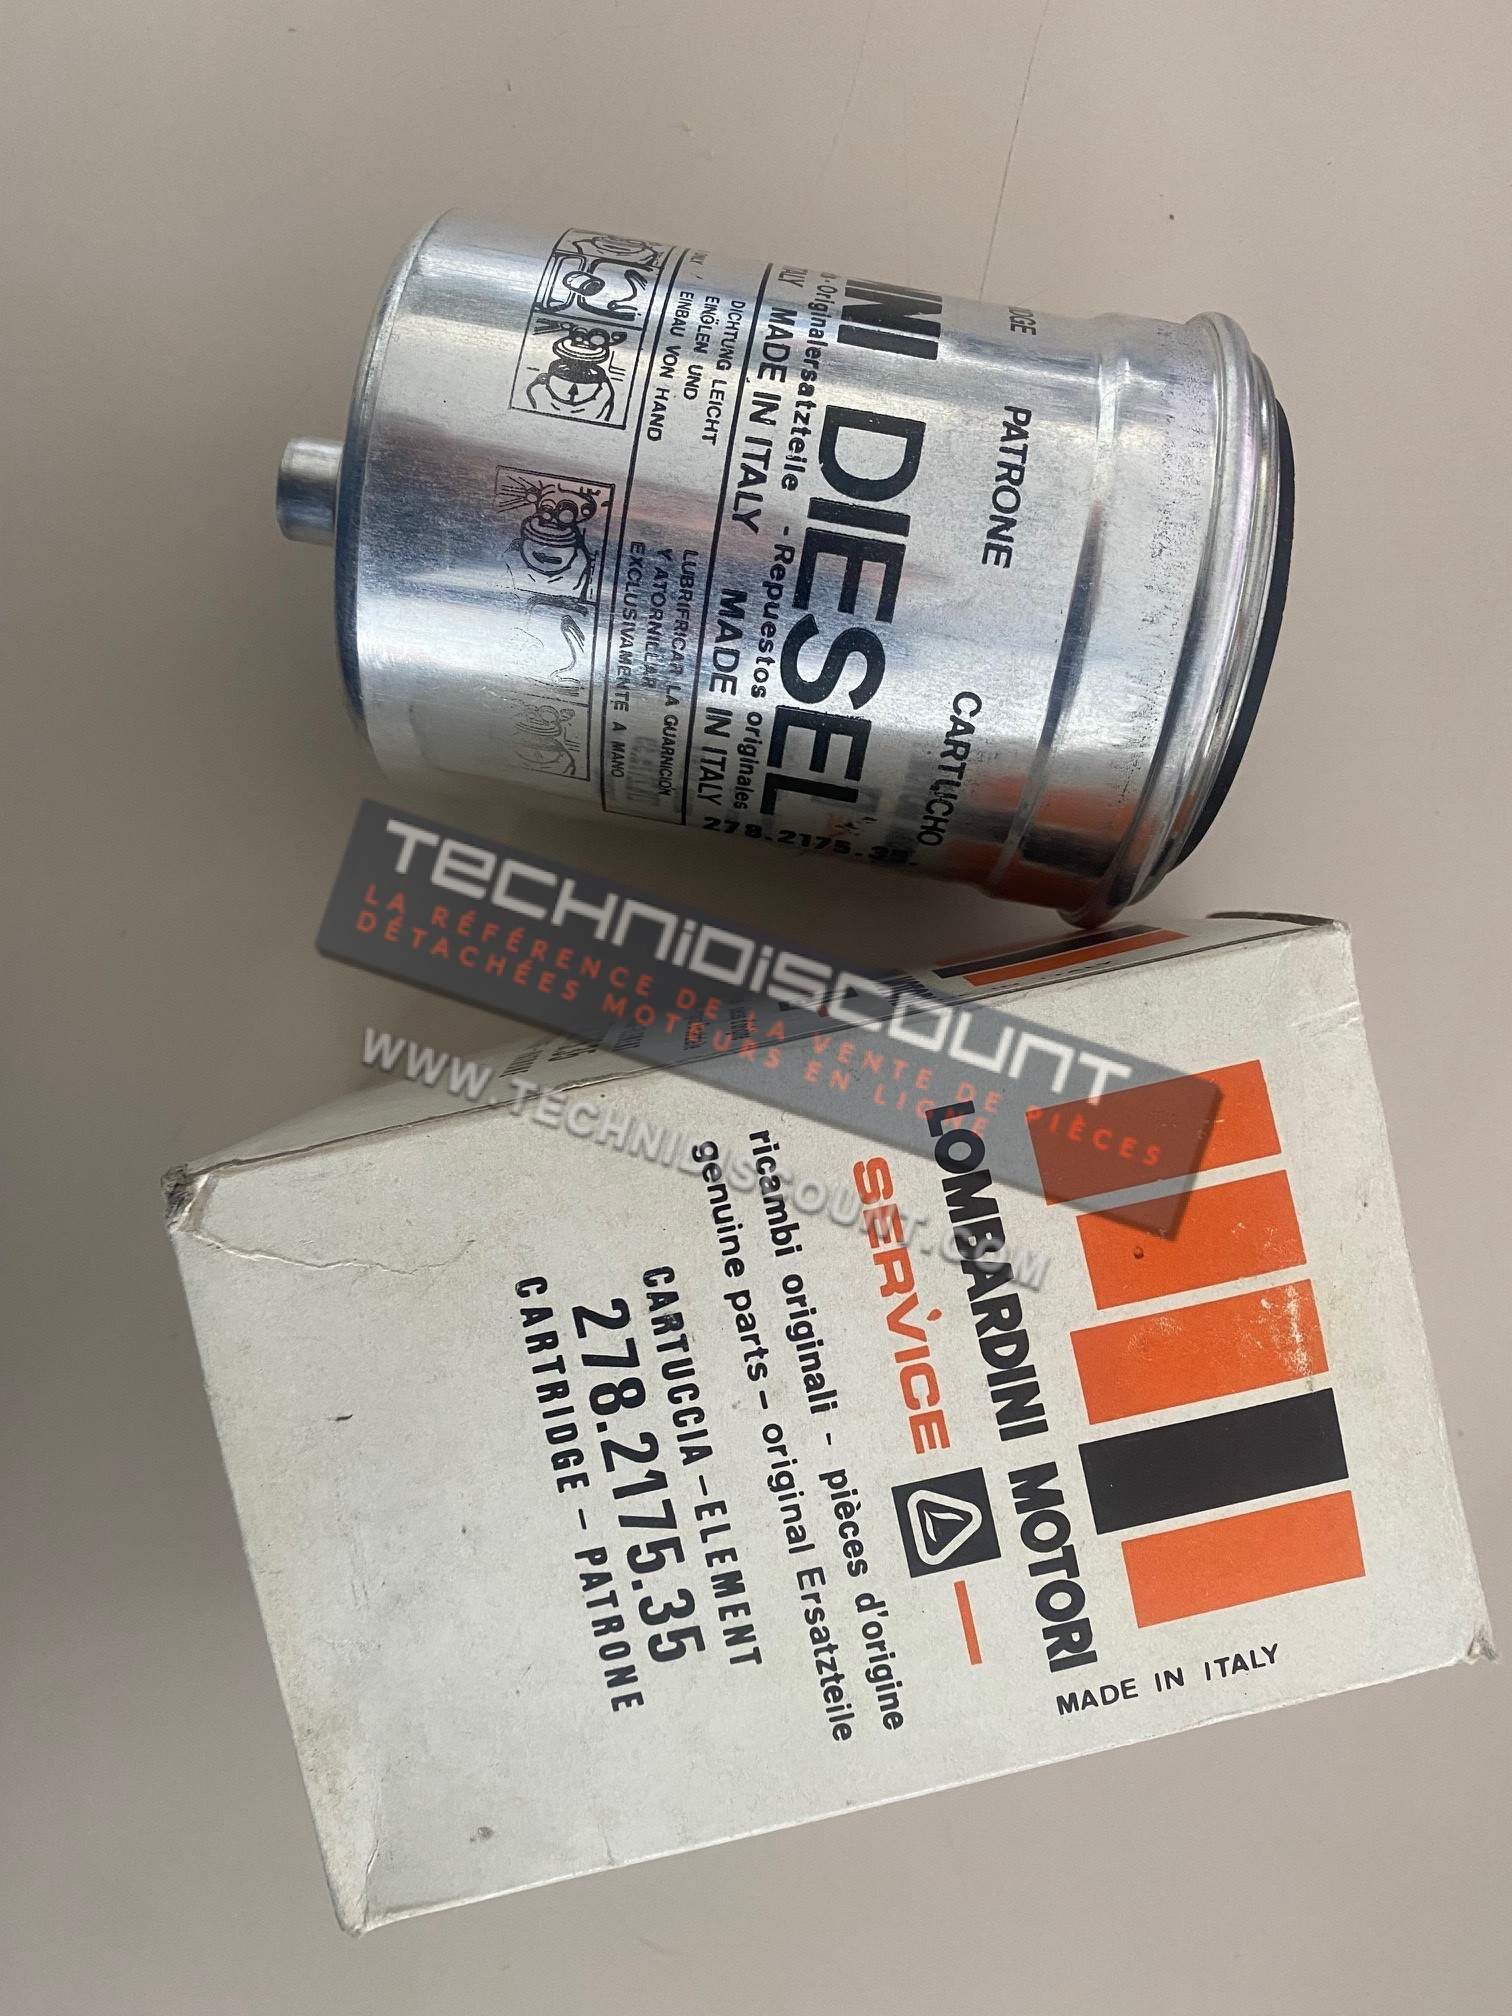 PATRONE
CARTUCHO
DIESEL
Originalersatzteile - Repuestos originales
MADE IN ITALY MADE IN ITALY 278.2175.35.
DICHTUNG LEICHT
EINÖLEN UND
EINBAU VON HAND
LUBRIFRICAR LA GUARNICION
Y ATORNILLAR
EXCLUSIVAMENTE A MANO
TECHNIDISCOUNT
LA RÉFÉRENCE DE LA VENTE DE PIÈCES
DÉTACHÉES MOTEURS EN LIGNE
WWW.TECHNIDISCOUNT.COM
LOMBARDINI MOTORI
MADE IN ITALY
SERVICE
ricambi originali - pièces d'origine
genuine parts - original Ersatzteile
CARTUCCIA - ELEMENT
278.2175.35
CARTRIDGE - PATRONE